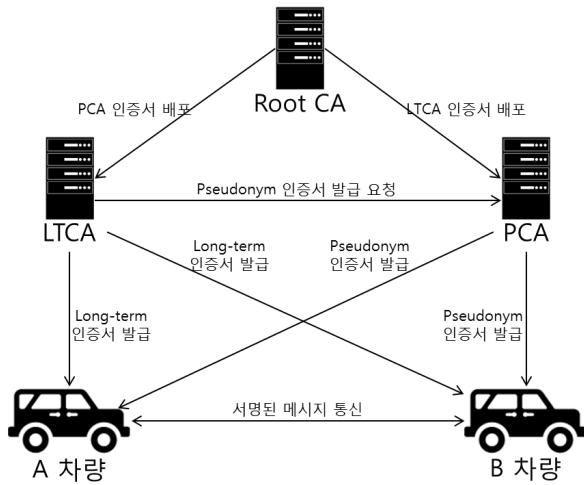 Root CA
PCA 인증서 배포
LTCA 인증서 배포
LTCA
Pseudonym 인증서 발급 요청
PCA
Long-term
인증서 발급
Pseudonym
인증서 발급
Long-term
인증서 발급
Pseudonym
인증서 발급
서명된 메시지 통신
A 차량
B 차량